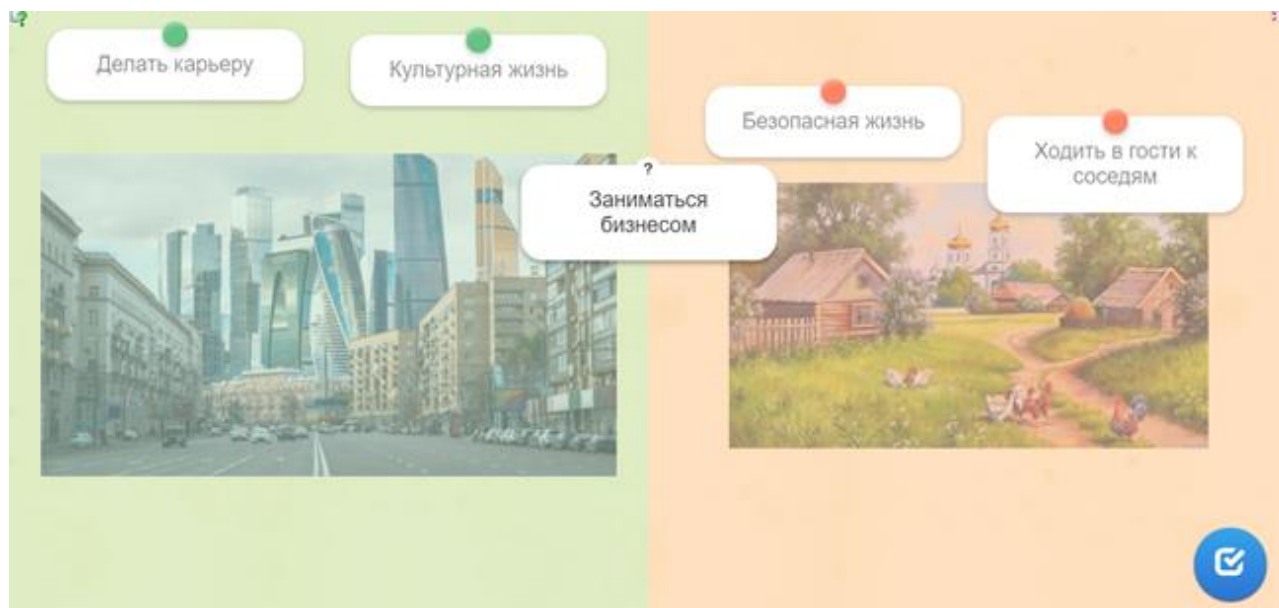 Делать карьеру
Культурная жизнь
Безопасная жизнь
Ходить в гости к
соседям
?
Заниматься
бизнесом